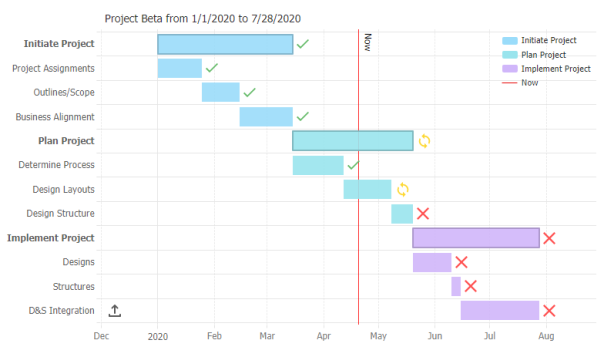 Project Beta from 1/1/2020 to 7/28/2020
Now
Initiate Project
Plan Project
Implement Project
Now
Initiate Project
Project Assignments
Outlines/Scope
Business Alignment
Plan Project
Determine Process
Design Layouts
Design Structure
Implement Project
Designs
Structures
D&S Integration
Dec 2020 Feb Mar Apr May Jun Jul Aug